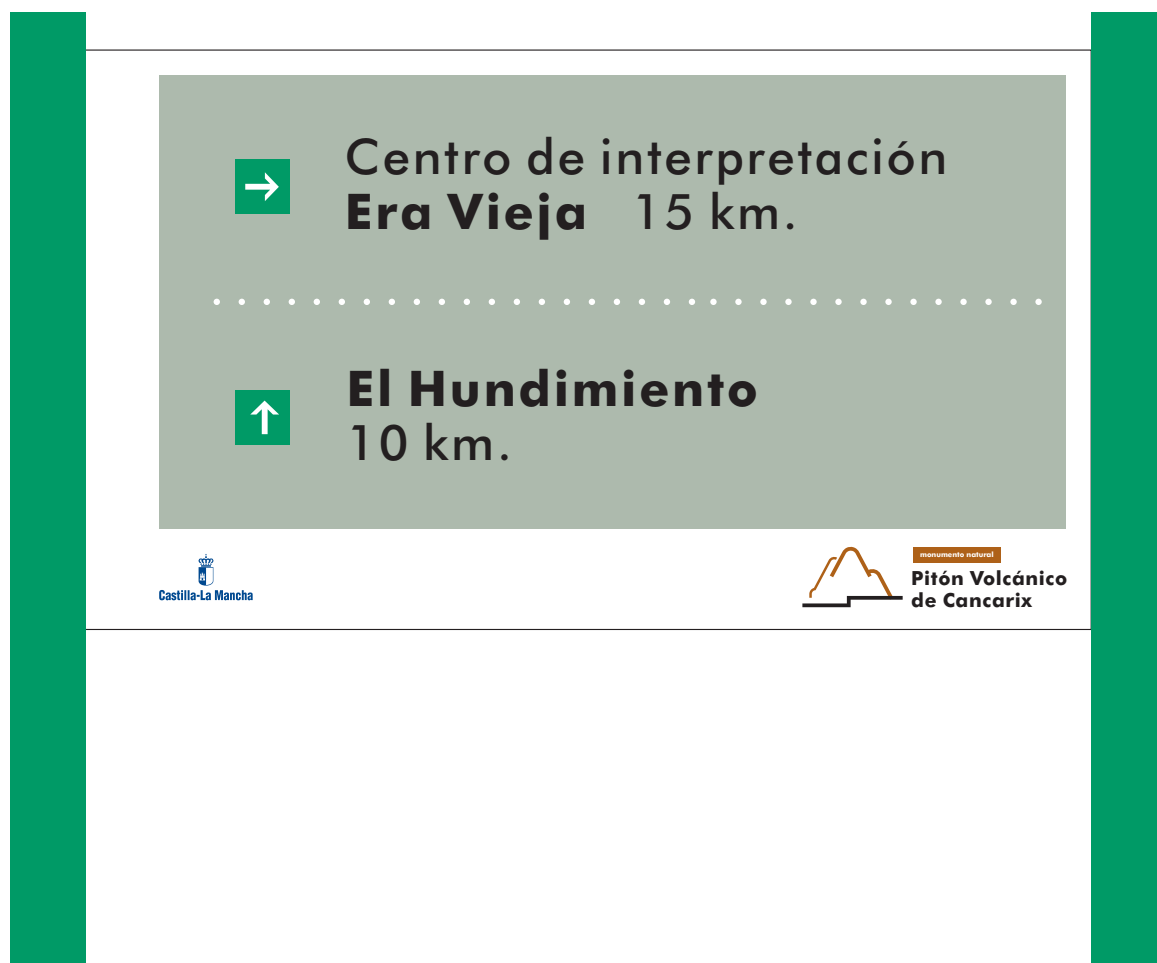 Centro de interpretación
Era Vieja 15 km.
El Hundimiento
10 km.
Castilla-La Mancha
monumento natural
Pitón Volcánico
de Cancarix